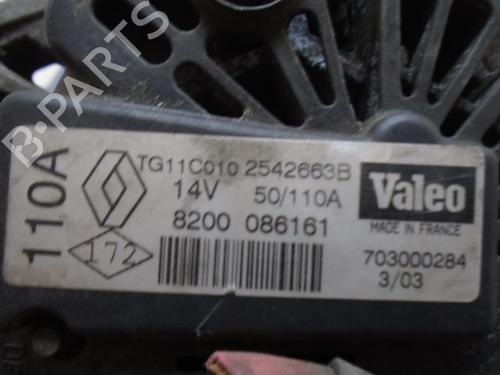 B-PARTS
110A
TG11C010 2542663B
14V 50/110A
8200 086161
172
Valeo
MADE IN FRANCE
703000284
3/03